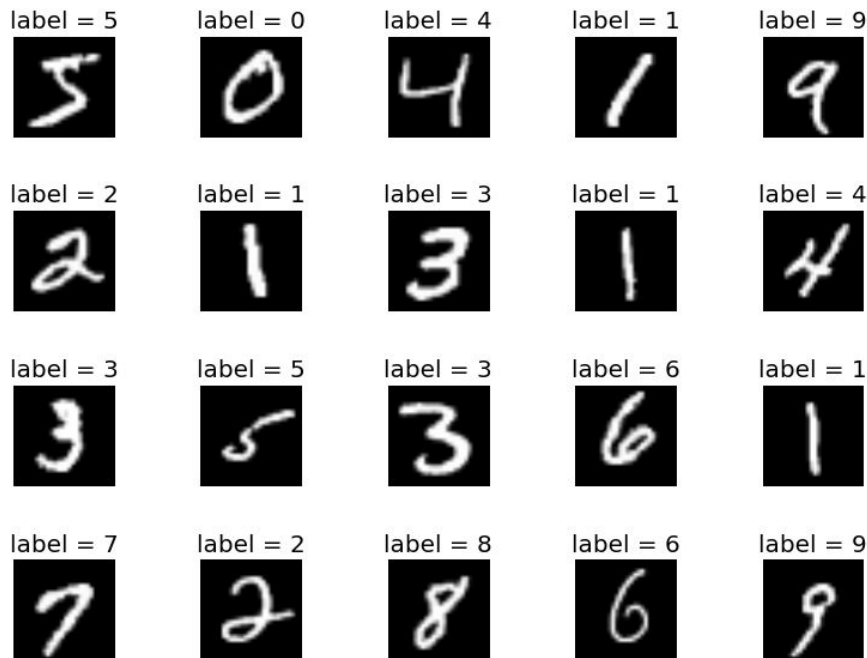 label = 5 label = 0 label = 4 label = 1 label = 9
5 0 4 1 9
label = 2 label = 1 label = 3 label = 1 label = 4
2 1 3 1 4
label = 3 label = 5 label = 3 label = 6 label = 1
3 5 3 6 1
label = 7 label = 2 label = 8 label = 6 label = 9
7 2 8 6 9